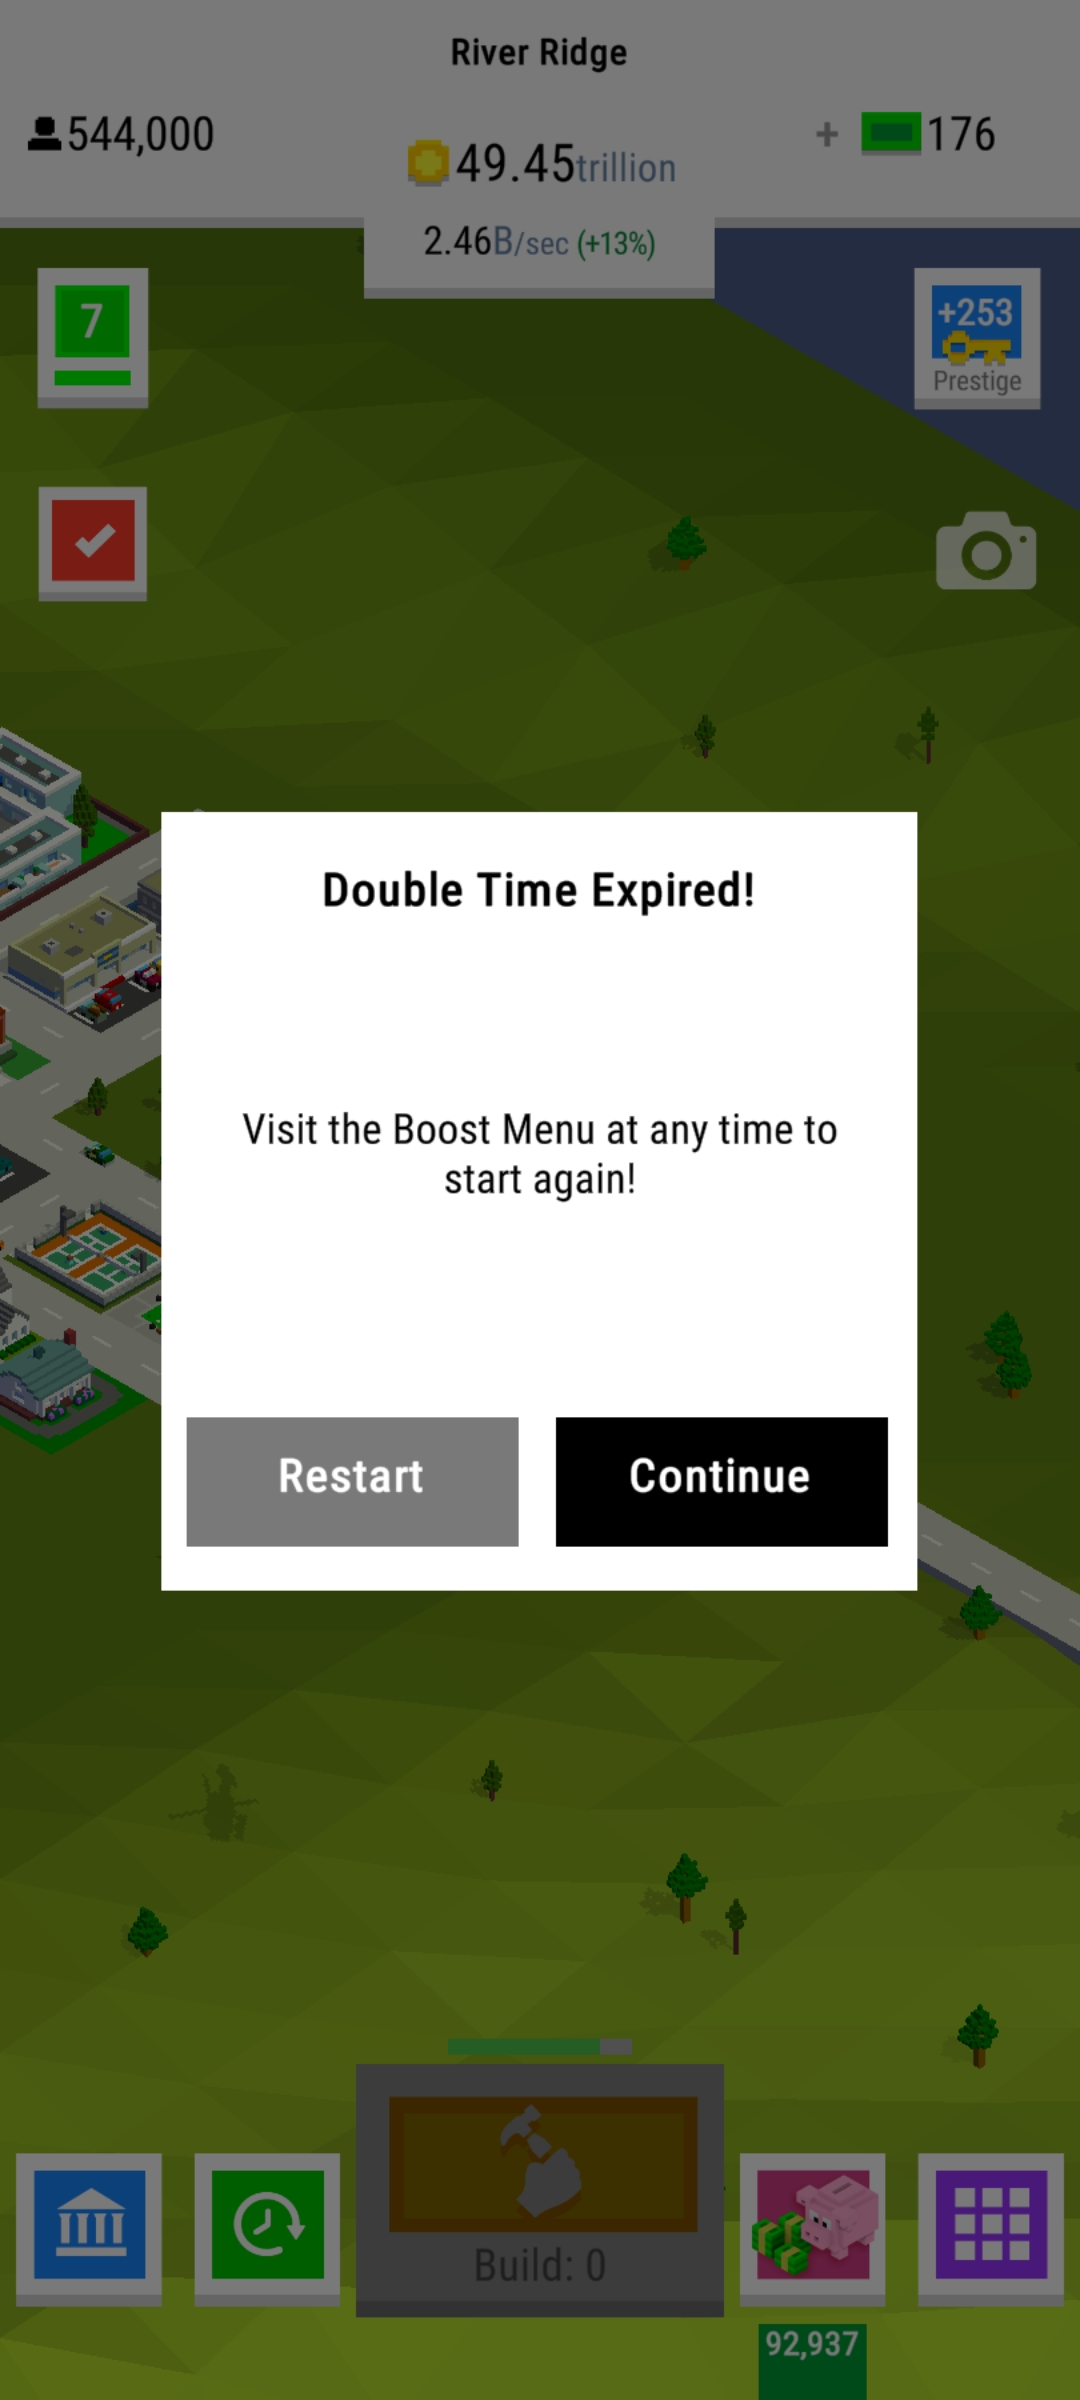 River Ridge
544,000
49.45trillion
+ 176
2.46B/sec (+13%)
7
+253
Prestige
Double Time Expired!
Visit the Boost Menu at any time to
start again!
Restart
Continue
Build: 0
92,937